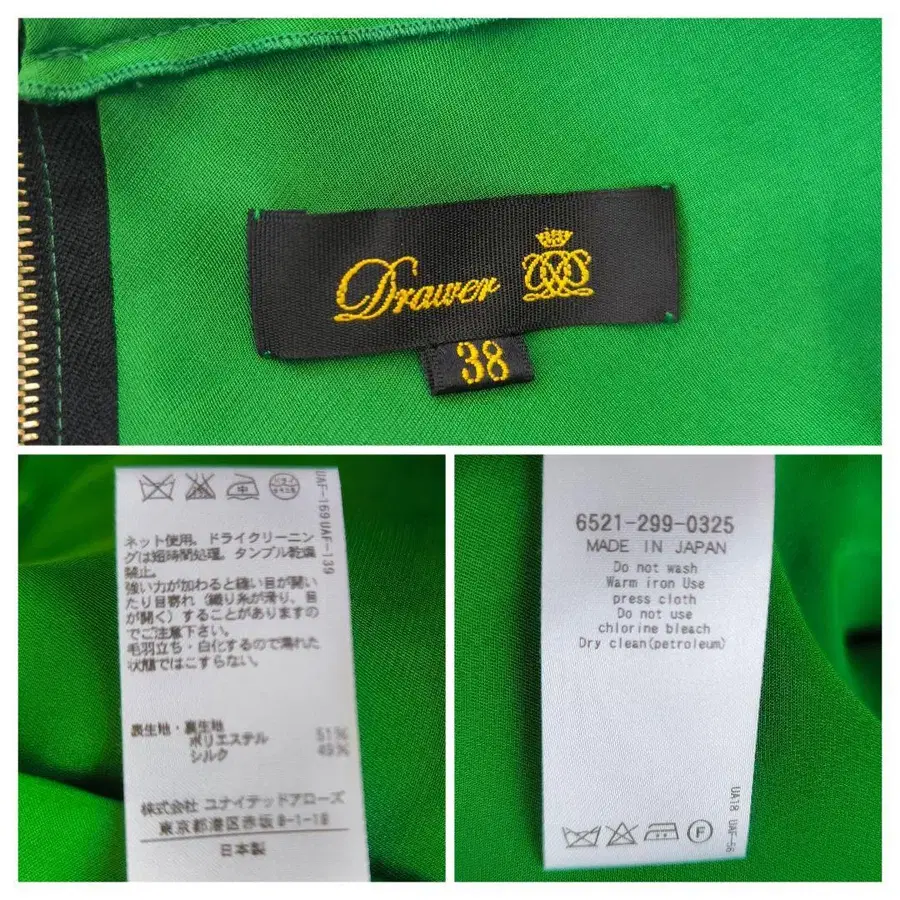 Drawer
38
UAF-169 UAF-139
ネット使用。ドライクリーニン
グは短時間処理。タンブル乾燥
禁止。
強い力が加わると縫い目が開い
たり目寄れ(織り糸が滑り、目
が開く)することがありますの
でご注意下さい。
毛羽立ち・白化するので濡れた
状態ではこすらない。
表生地・裏生地
ポリエステル 51%
シルク 49%
株式会社 ユナイテッドアローズ
東京都港区赤坂8-1-19
日本製
6521-299-0325
MADE IN JAPAN
Do not wash
Warm iron Use
press cloth
Do not use
chlorine bleach
Dry clean(petroleum)
UA18 UAF-56
F